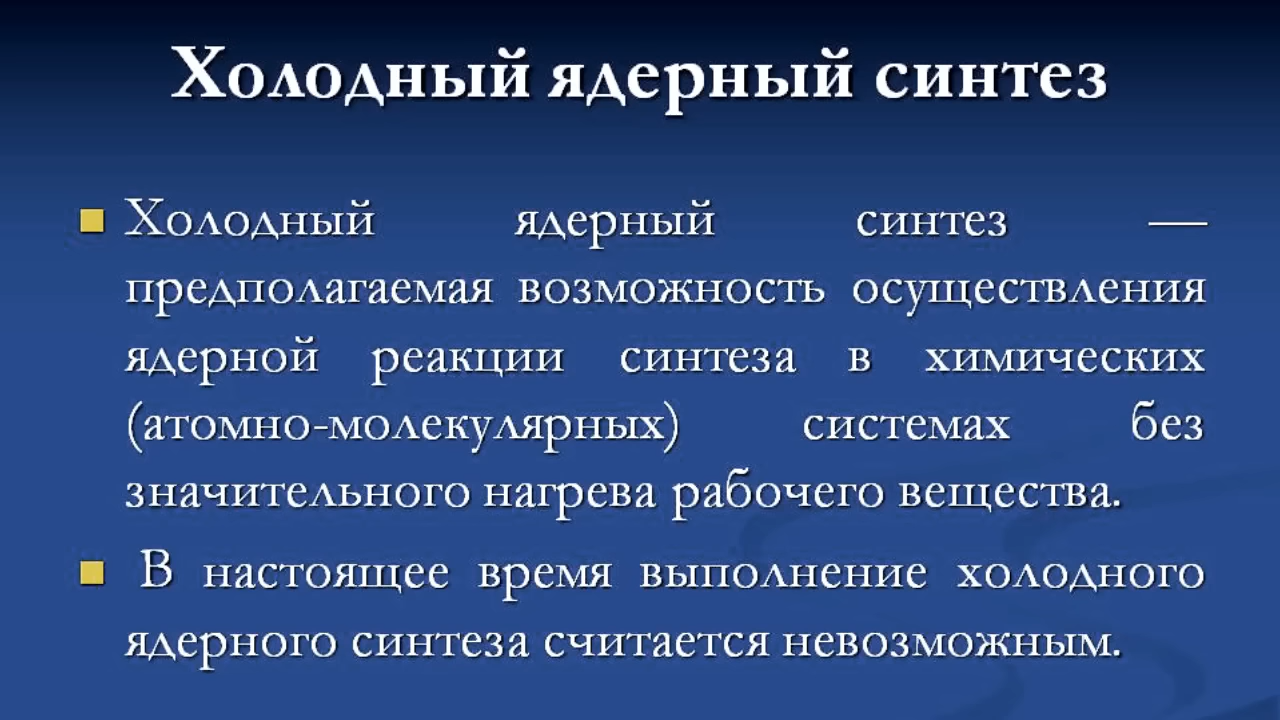 Холодный ядерный синтез
Холодный ядерный синтез —
предполагаемая возможность осуществления
ядерной реакции синтеза в химических
(атомно-молекулярных) системах без
значительного нагрева рабочего вещества.
В настоящее время выполнение холодного
ядерного синтеза считается невозможным.